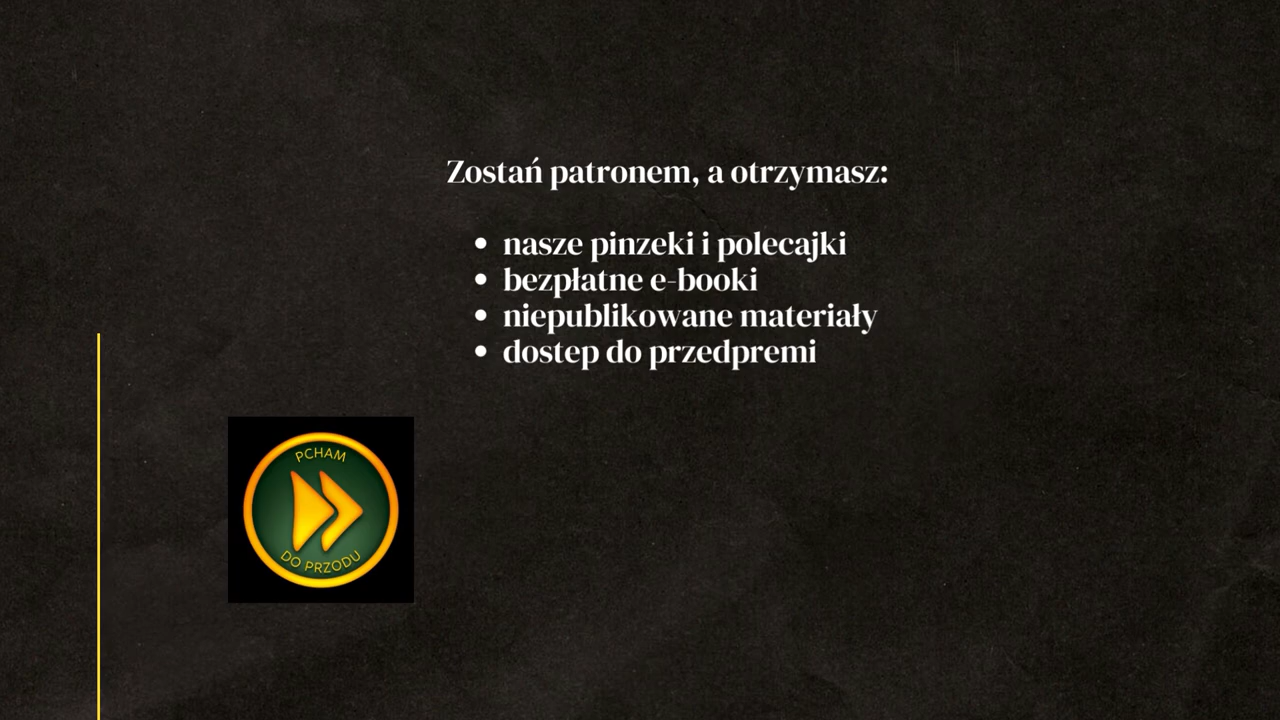 Zostań patronem, a otrzymasz:
• nasze pinzeki i polecajki
• bezpłatne e-booki
• niepublikowane materiały
• dostep do przedpremi
PCHAM
DO PRZODU